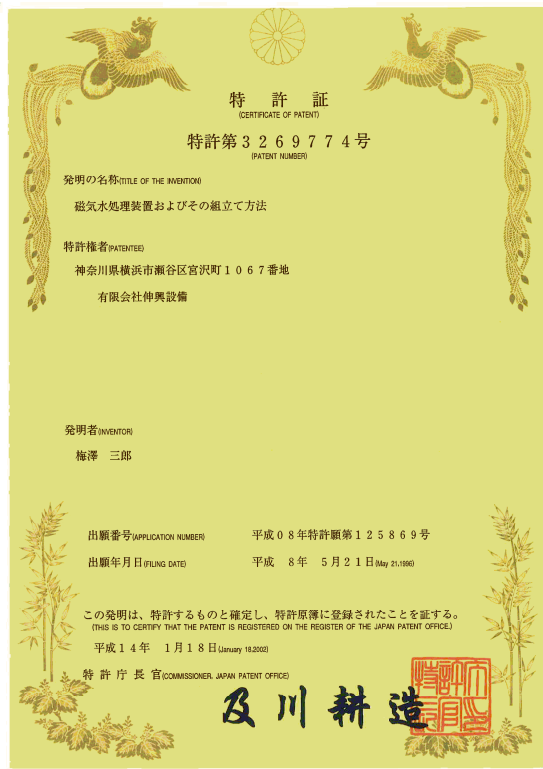 特許証
(CERTIFICATE OF PATENT)
特許第3269774号
(PATENT NUMBER)
発明の名称(TITLE OF THE INVENTION)
磁気水処理装置およびその組立て方法
特許権者(PATENTEE)
神奈川県横浜市瀬谷区宮沢町1067番地
有限会社伸興設備
発明者(INVENTOR)
梅澤 三郎
出願番号(APPLICATION NUMBER) 平成08年特許願第125869号
出願年月日(FILING DATE) 平成 8年 5月21日(May 21,1996)
この発明は、特許するものと確定し、特許原簿に登録されたことを証する。
(THIS IS TO CERTIFY THAT THE PATENT IS REGISTERED ON THE REGISTER OF THE JAPAN PATENT OFFICE.)
平成14年 1月18日(January 18,2002)
特許庁長官(COMMISSIONER, JAPAN PATENT OFFICE)
及川耕造